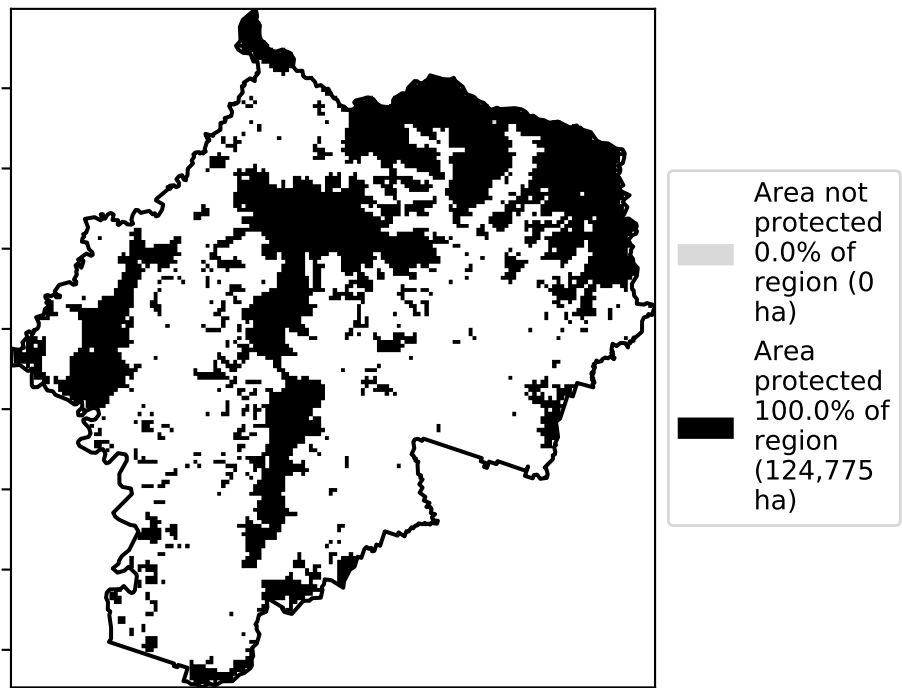 Area not
protected
0.0% of
region (0
ha)
Area
protected
100.0% of
region
(124,775
ha)